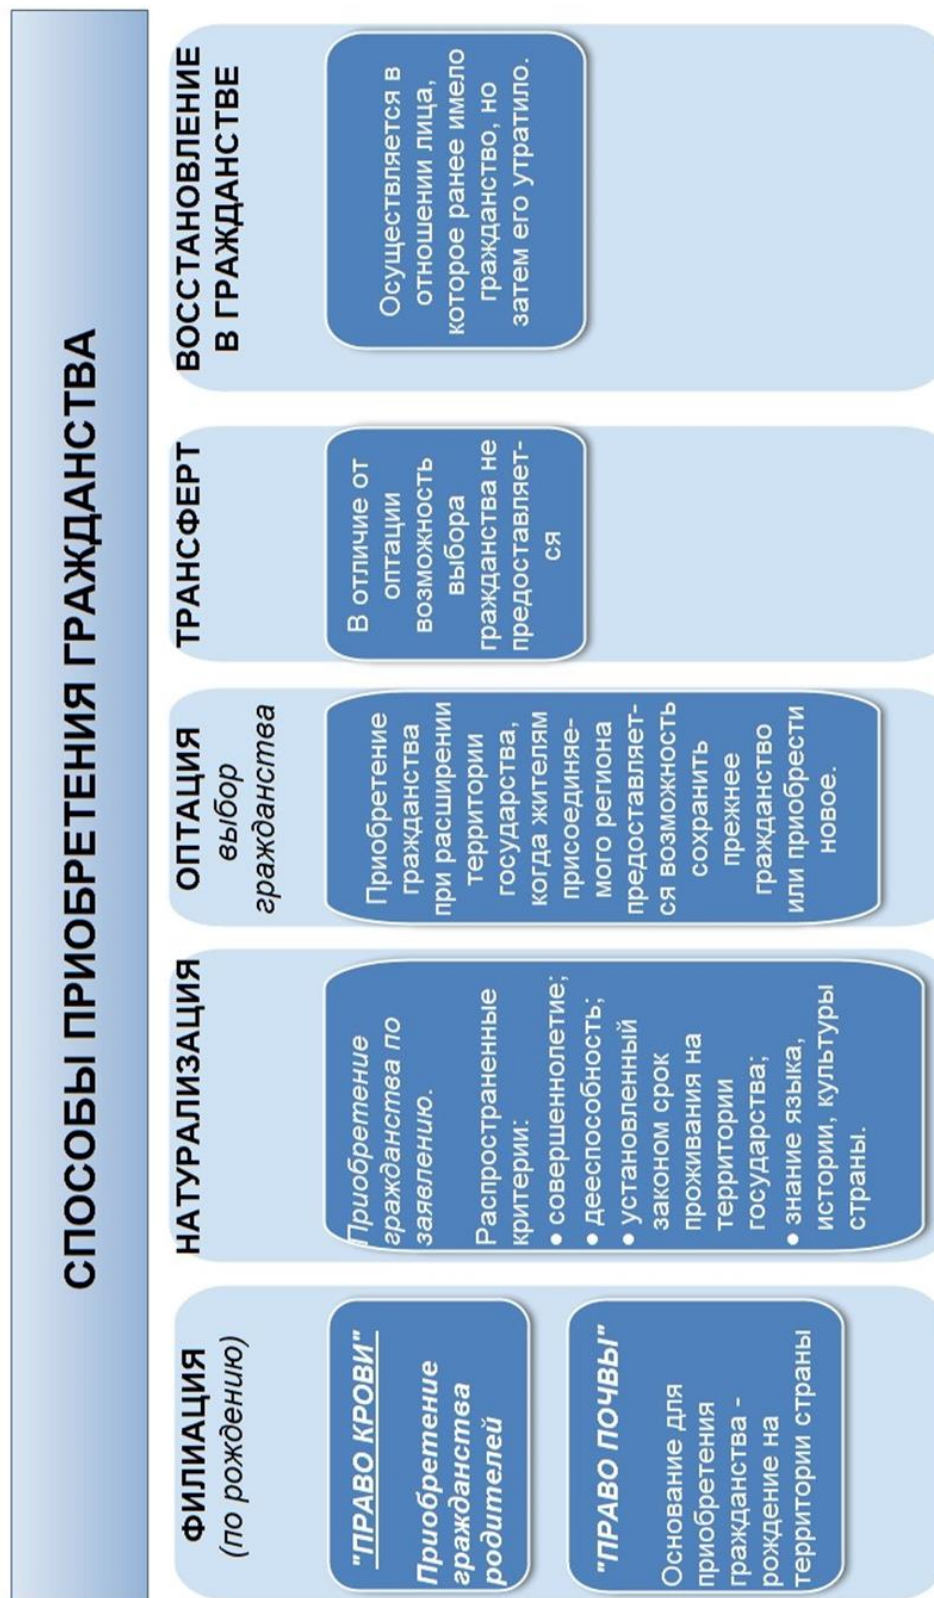 СПОСОБЫ ПРИОБРЕТЕНИЯ ГРАЖДАНСТВА
ФИЛИАЦИЯ
(по рождению)
"ПРАВО КРОВИ"
Приобретение
гражданства
родителей
"ПРАВО ПОЧВЫ"
Основание для
приобретения
гражданства -
рождение на
территории страны
НАТУРАЛИЗАЦИЯ
Приобретение
гражданства по
заявлению.
Распространенные
критерии:
• совершеннолетие;
• дееспособность;
• установленный
законом срок
проживания на
территории
государства;
• знание языка,
истории, культуры
страны.
ОПТАЦИЯ
выбор
гражданства
Приобретение
гражданства
при расширении
территории
государства,
когда жителям
присоединяе-
мого региона
предоставляет-
ся возможность
сохранить
прежнее
гражданство
или приобрести
новое.
ТРАНСФЕРТ
В отличие от
оптации
возможность
выбора
гражданства не
предоставляет-
ся
ВОССТАНОВЛЕНИЕ
В ГРАЖДАНСТВЕ
Осуществляется в
отношении лица,
которое ранее имело
гражданство, но
затем его утратило.